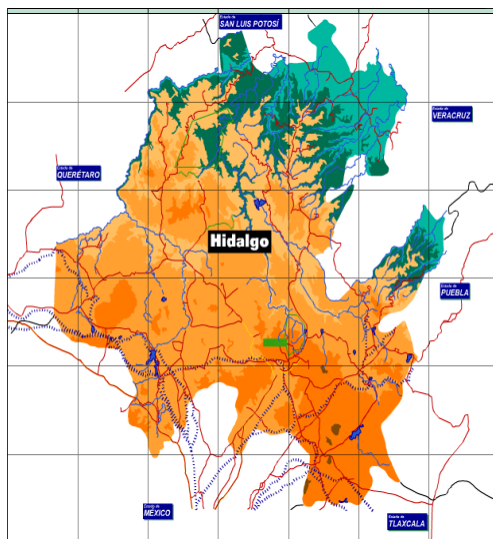 Estado de
SAN LUIS POTOSÍ
Estado de
VERACRUZ
Estado de
QUERÉTARO
Hidalgo
Estado de
PUEBLA
Estado de
MÉXICO
Estado de
TLAXCALA